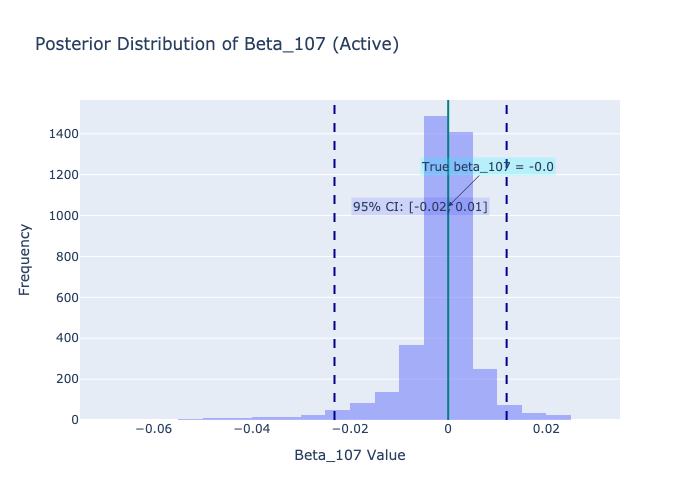 Posterior Distribution of Beta_107 (Active)
1400
1200
1000
800
600
400
200
0
Frequency
True beta_107 = -0.0
95% CI: [-0.02, 0.01]
−0.06
−0.04
−0.02
0
0.02
Beta_107 Value